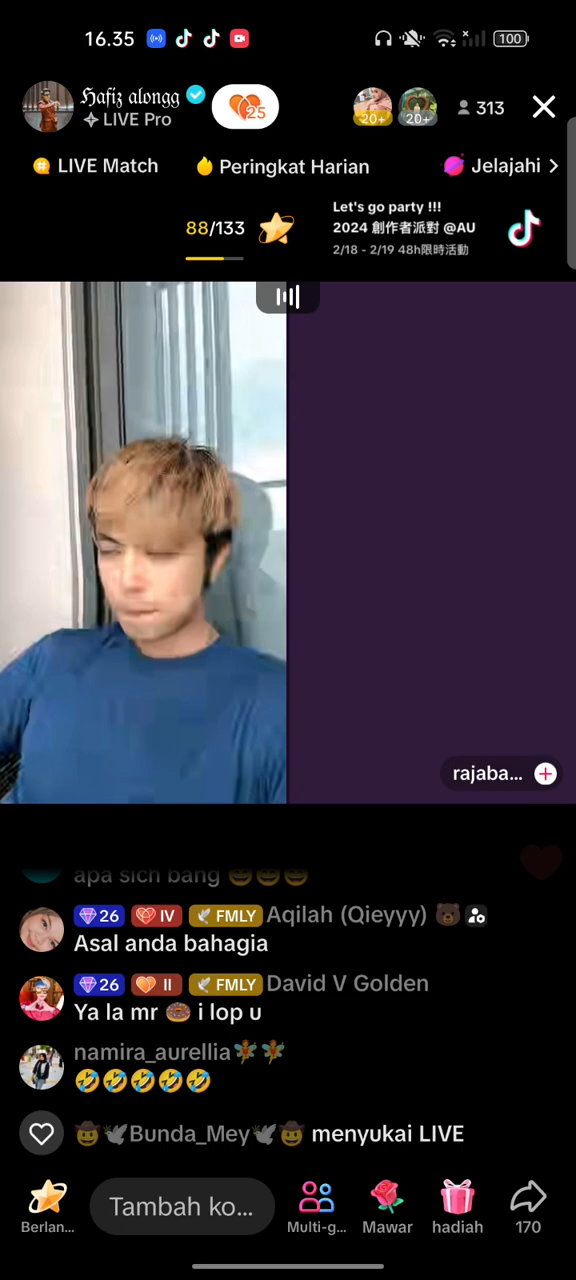 16.35
100
Hafiz alongg
LIVE Pro
25
20+
20+
313
LIVE Match
Peringkat Harian
Jelajahi
88/133
Let's go party !!!
2024 創作者派對 @AU
2/18 - 2/19 48h限時活動
rajaba...
apa sich bang 😄😄😄
26 IV FMLY Aqilah (Qieyyy) 🐻
Asal anda bahagia
26 II FMLY David V Golden
Ya la mr 🍩 i lop u
namira_aurellia🧚🧚
🤣🤣🤣🤣🤣
🤠🕊Bunda_Mey🕊🤠 menyukai LIVE
Tambah ko...
Berlan...
Multi-g...
Mawar
hadiah
170